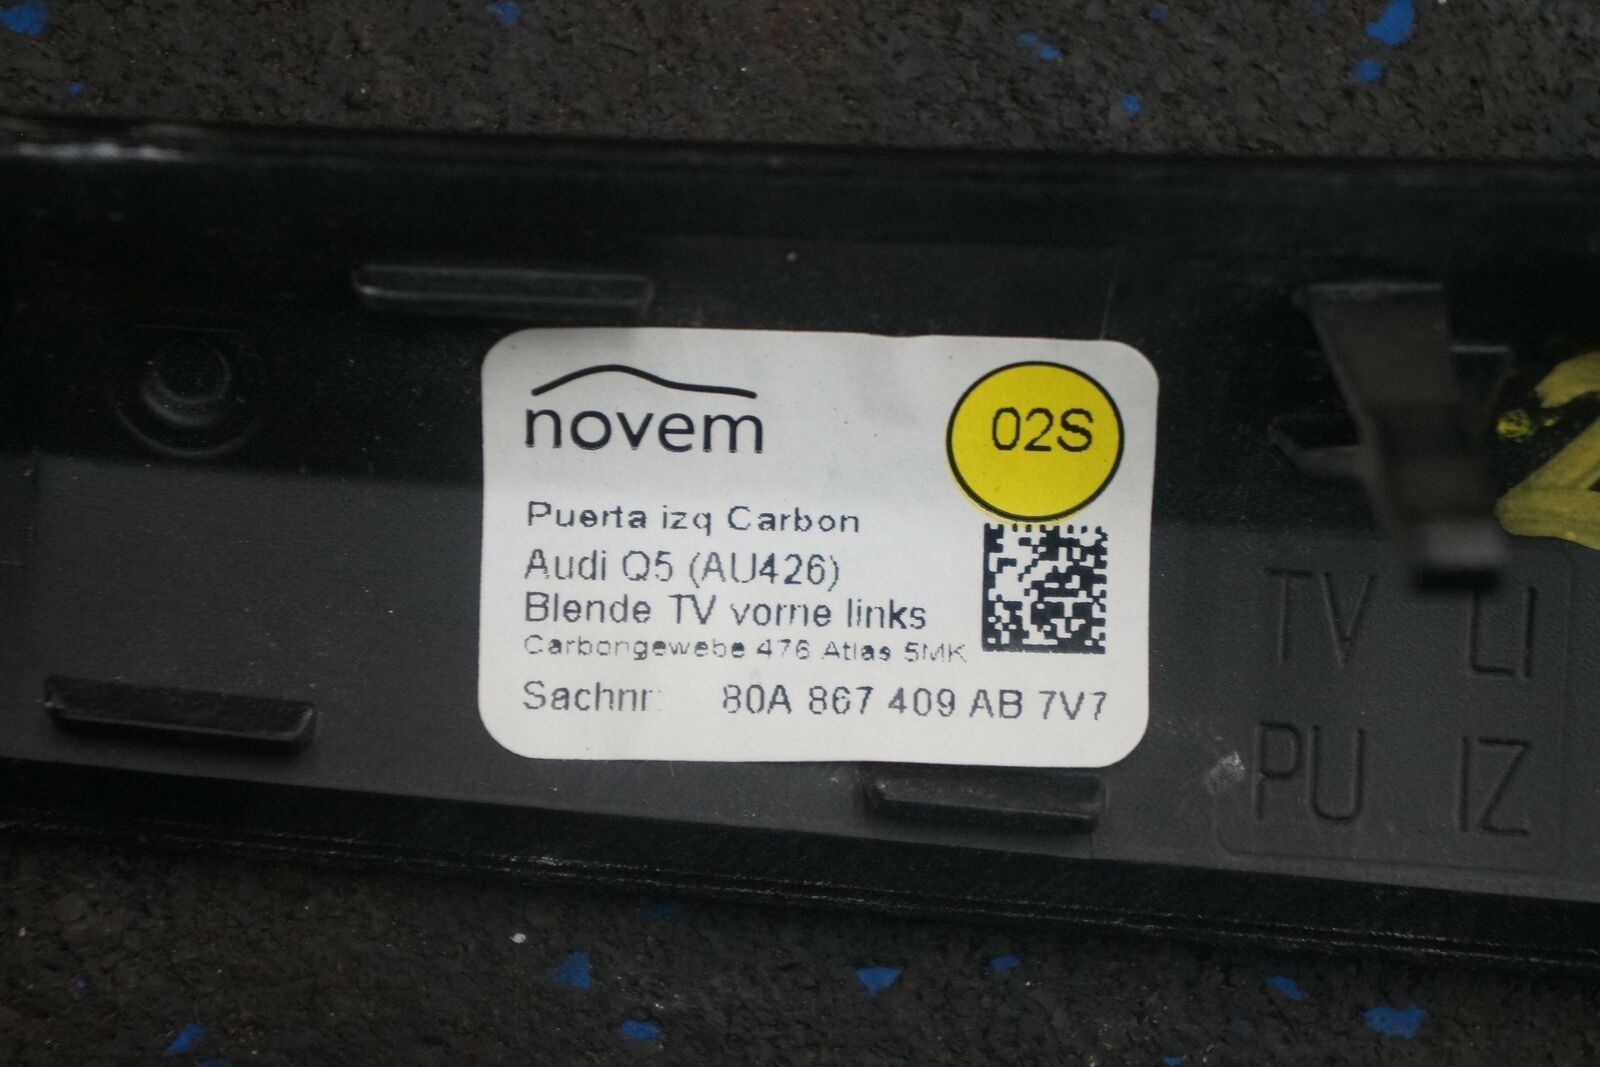 novem
02S
Puerta izq Carbon
Audi Q5 (AU426)
Blende TV vorne links
Carbongewebe 476 Atlas 5MK
Sachnr 80A 867 409 AB 7V7
TV LI
PU IZ